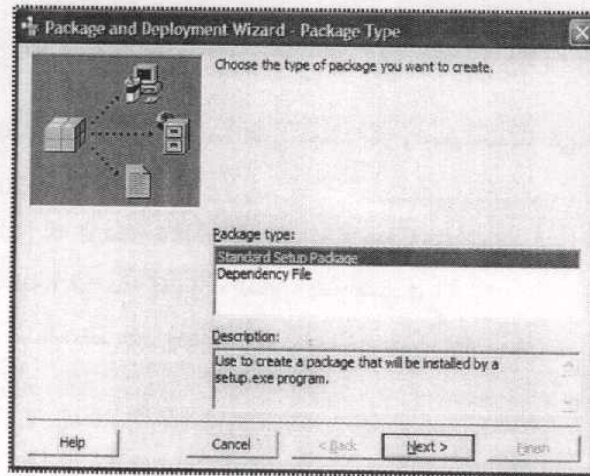 Package and Deployment Wizard - Package Type
Choose the type of package you want to create.
Package type:
Standard Setup Package
Dependency File
Description:
Use to create a package that will be installed by a
setup.exe program.
Help
Cancel
< Back
Next >
Finish